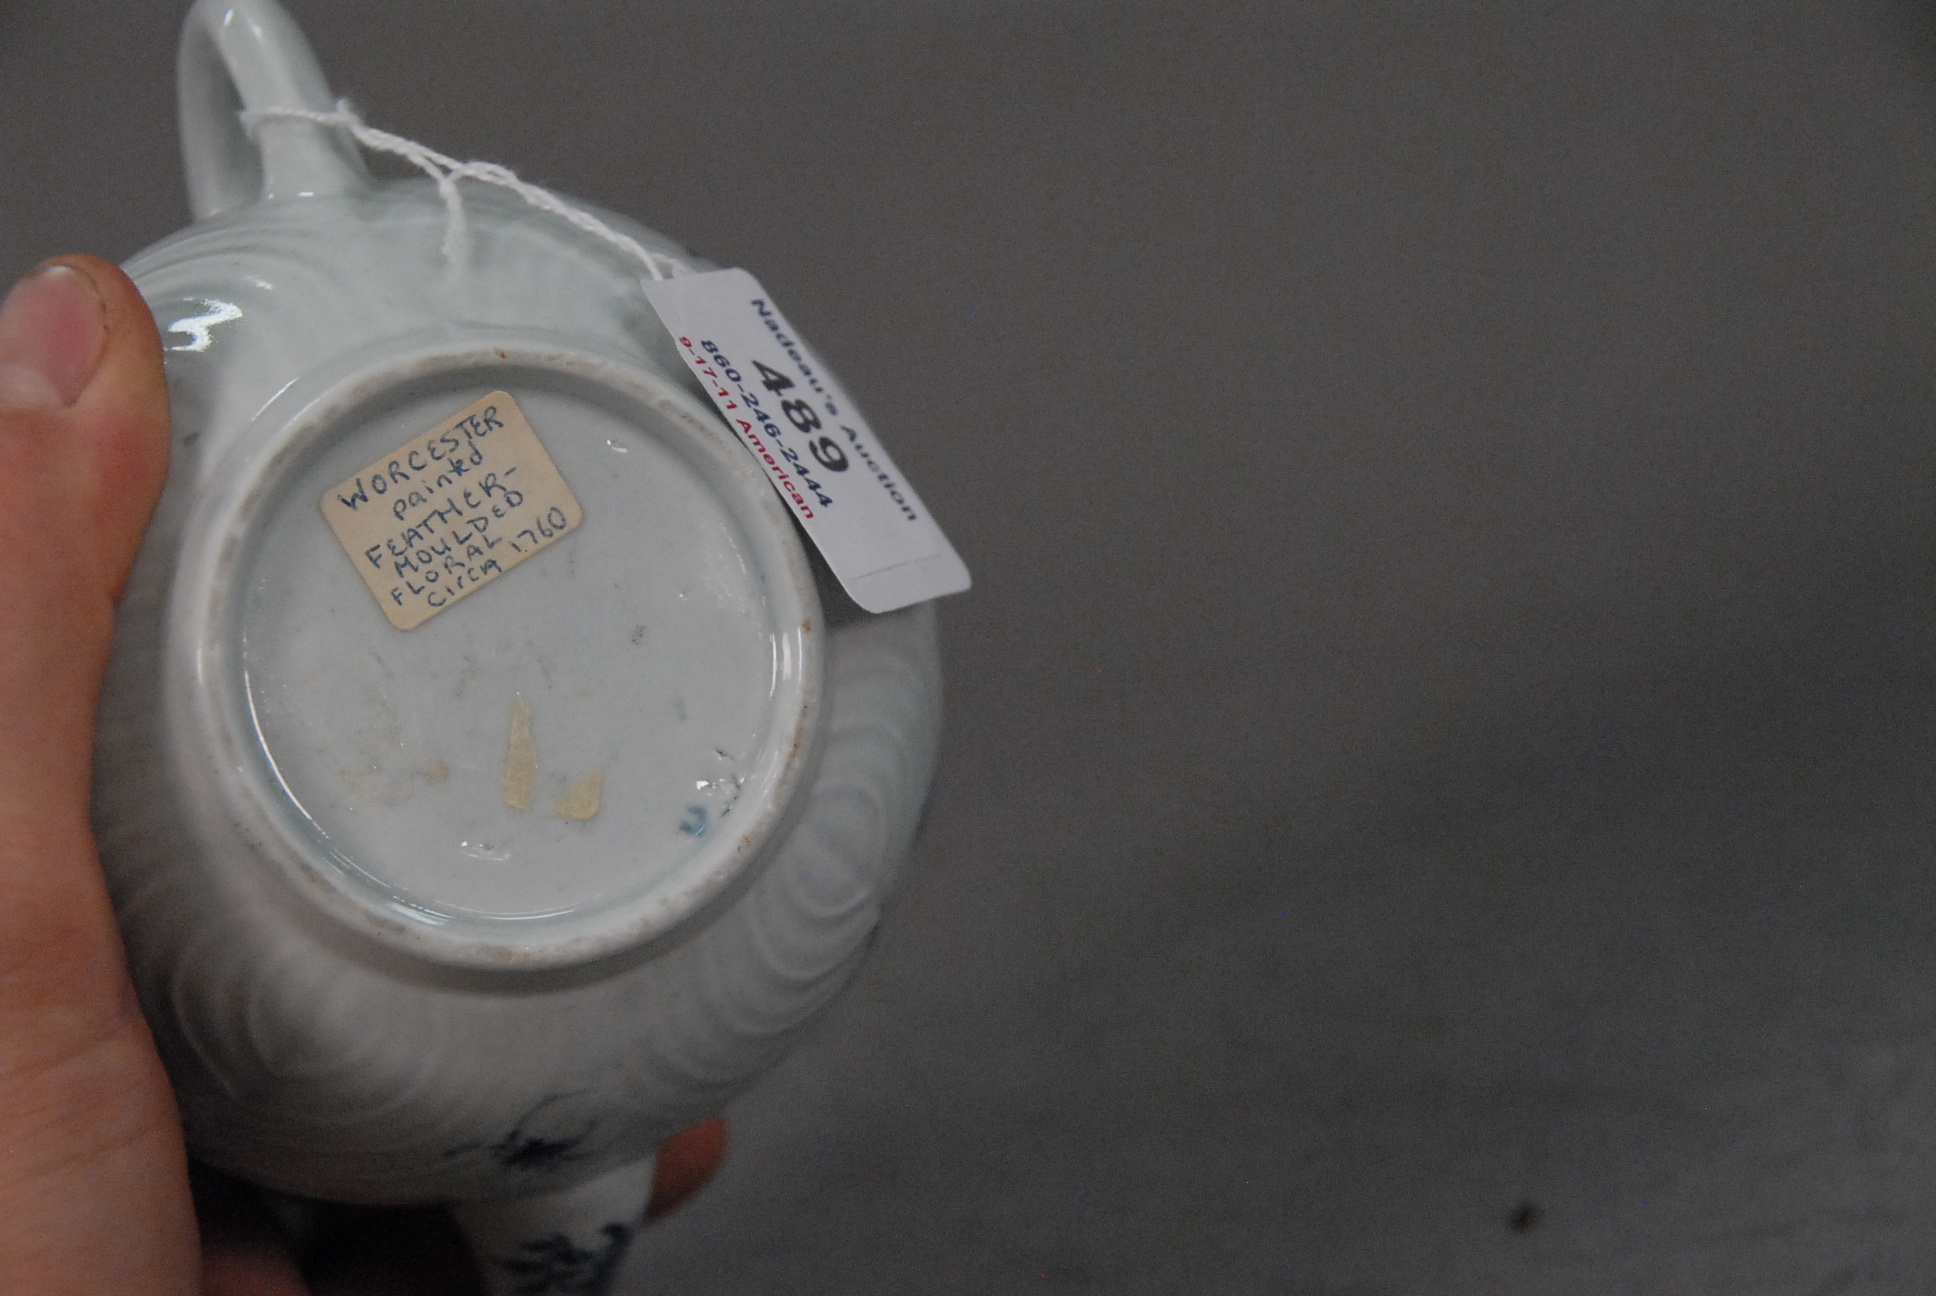 WORCESTER
painted
FEATHER-
MOULDED
FLORAL
circa 1760
Nadeau's Auction
489
860-246-2444
9-17-11 American